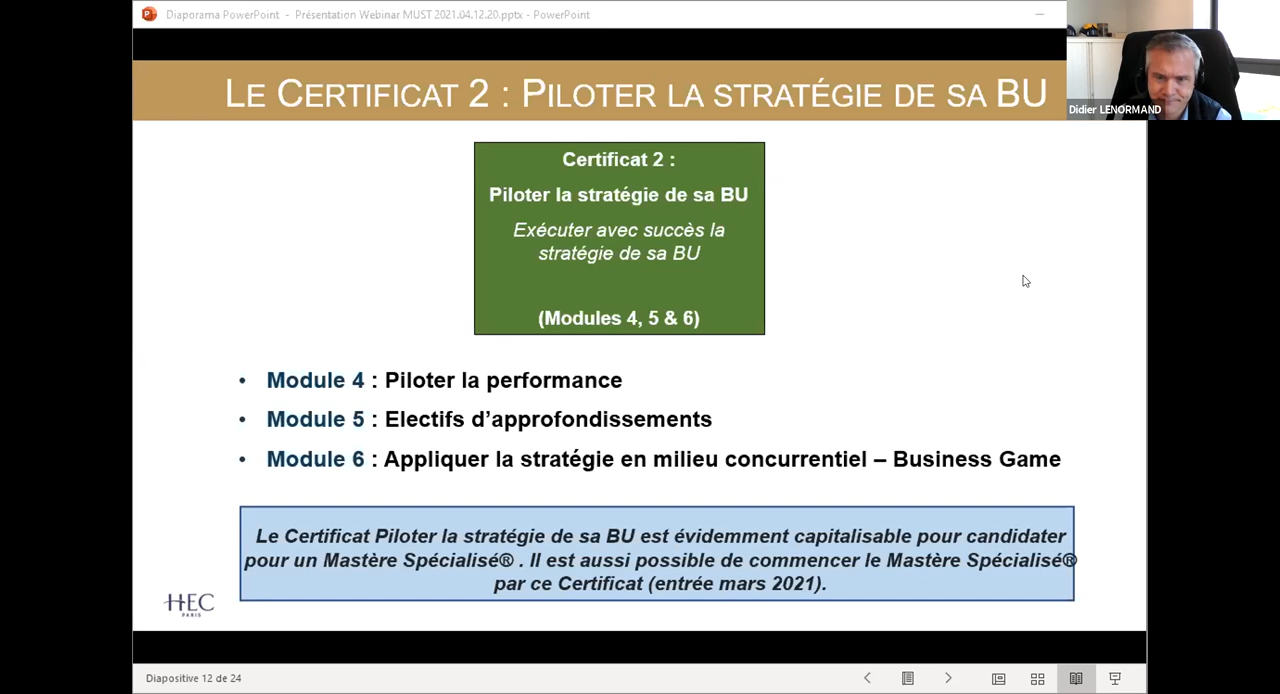 Diaporama PowerPoint - Présentation Webinar MUST 2021.04.12.20.pptx - PowerPoint
Didier LENORMAND
LE CERTIFICAT 2 : PILOTER LA STRATÉGIE DE SA BU
Certificat 2 :
Piloter la stratégie de sa BU
Exécuter avec succès la
stratégie de sa BU
(Modules 4, 5 & 6)
• Module 4 : Piloter la performance
• Module 5 : Electifs d’approfondissements
• Module 6 : Appliquer la stratégie en milieu concurrentiel – Business Game
Le Certificat Piloter la stratégie de sa BU est évidemment capitalisable pour candidater
pour un Mastère Spécialisé® . Il est aussi possible de commencer le Mastère Spécialisé®
par ce Certificat (entrée mars 2021).
HEC
PARIS
Diapositive 12 de 24